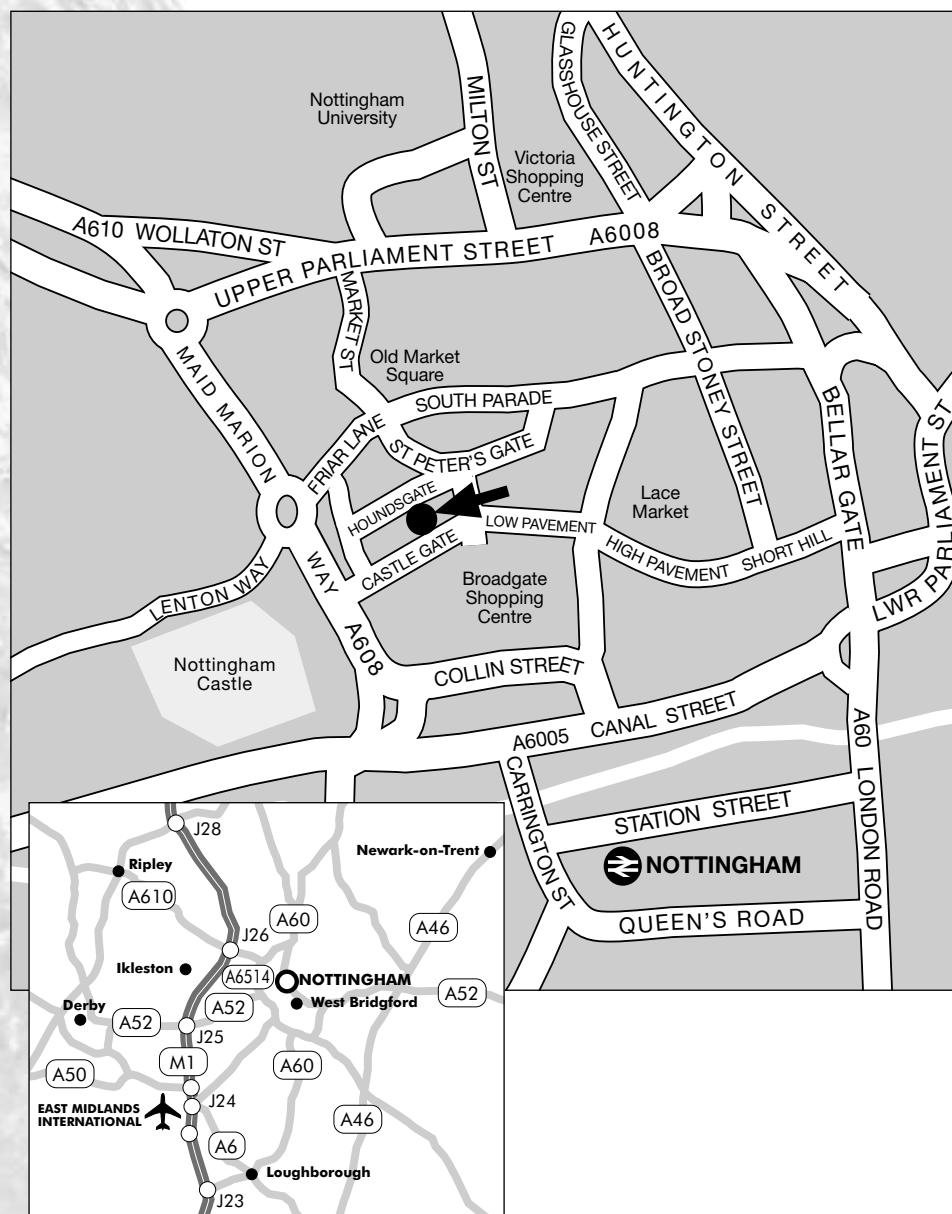 Nottingham
University
MILTON ST
GLASSHOUSE STREET
HUNTINGTON STREET
Victoria
Shopping
Centre
A610 WOLLATON ST
UPPER PARLIAMENT STREET A6008
MARKET ST
BROAD STONEY STREET
MAID MARION WAY
Old Market
Square
SOUTH PARADE
FRIAR LANE
ST PETER'S GATE
BELLAR GATE
LWR PARLIAMENT ST
HOUNDSGATE
Lace
Market
LOW PAVEMENT
CASTLE GATE
HIGH PAVEMENT
SHORT HILL
LENTON WAY
Broadgate
Shopping
Centre
A608
Nottingham
Castle
COLLIN STREET
A6005 CANAL STREET
A60 LONDON ROAD
CARRINGTON ST
STATION STREET
NOTTINGHAM
QUEEN'S ROAD
J28
Ripley
Newark-on-Trent
A610
A60
A46
J26
Ikleston
A6514
NOTTINGHAM
West Bridgford
A52
Derby
A52
A52
J25
M1
A50
A60
J24
EAST MIDLANDS
INTERNATIONAL
A46
A6
Loughborough
J23